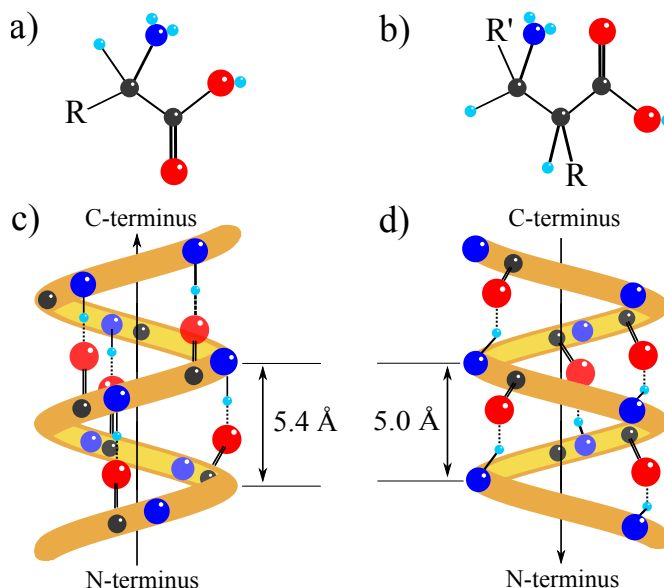 a)
R
b)
R'
R
c)
C-terminus
N-terminus
5.4 Å
d)
C-terminus
5.0 Å
N-terminus